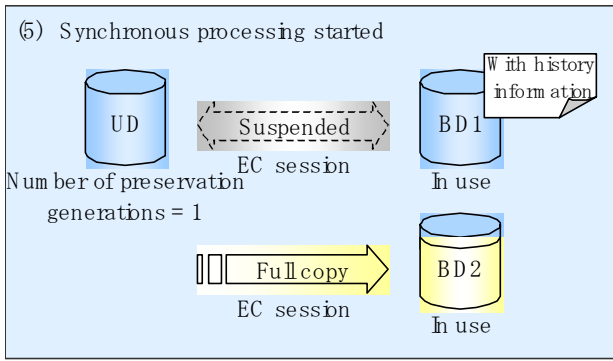 (5) Synchronous processing started
With history
information
UD
Suspended
BD1
EC session
In use
Number of preservation
generations = 1
Full copy
BD2
EC session
In use